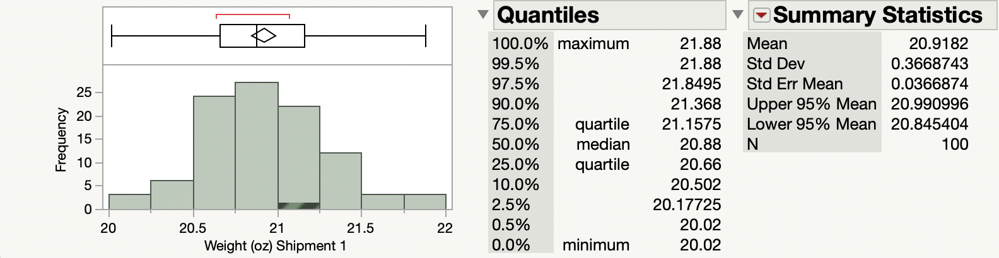 Frequency
25
20
15
10
5
0
20 20.5 21 21.5 22
Weight (oz) Shipment 1
Quantiles
100.0% maximum 21.88
99.5% 21.88
97.5% 21.8495
90.0% 21.368
75.0% quartile 21.1575
50.0% median 20.88
25.0% quartile 20.66
10.0% 20.502
2.5% 20.17725
0.5% 20.02
0.0% minimum 20.02
Summary Statistics
Mean 20.9182
Std Dev 0.3668743
Std Err Mean 0.0366874
Upper 95% Mean 20.990996
Lower 95% Mean 20.845404
N 100